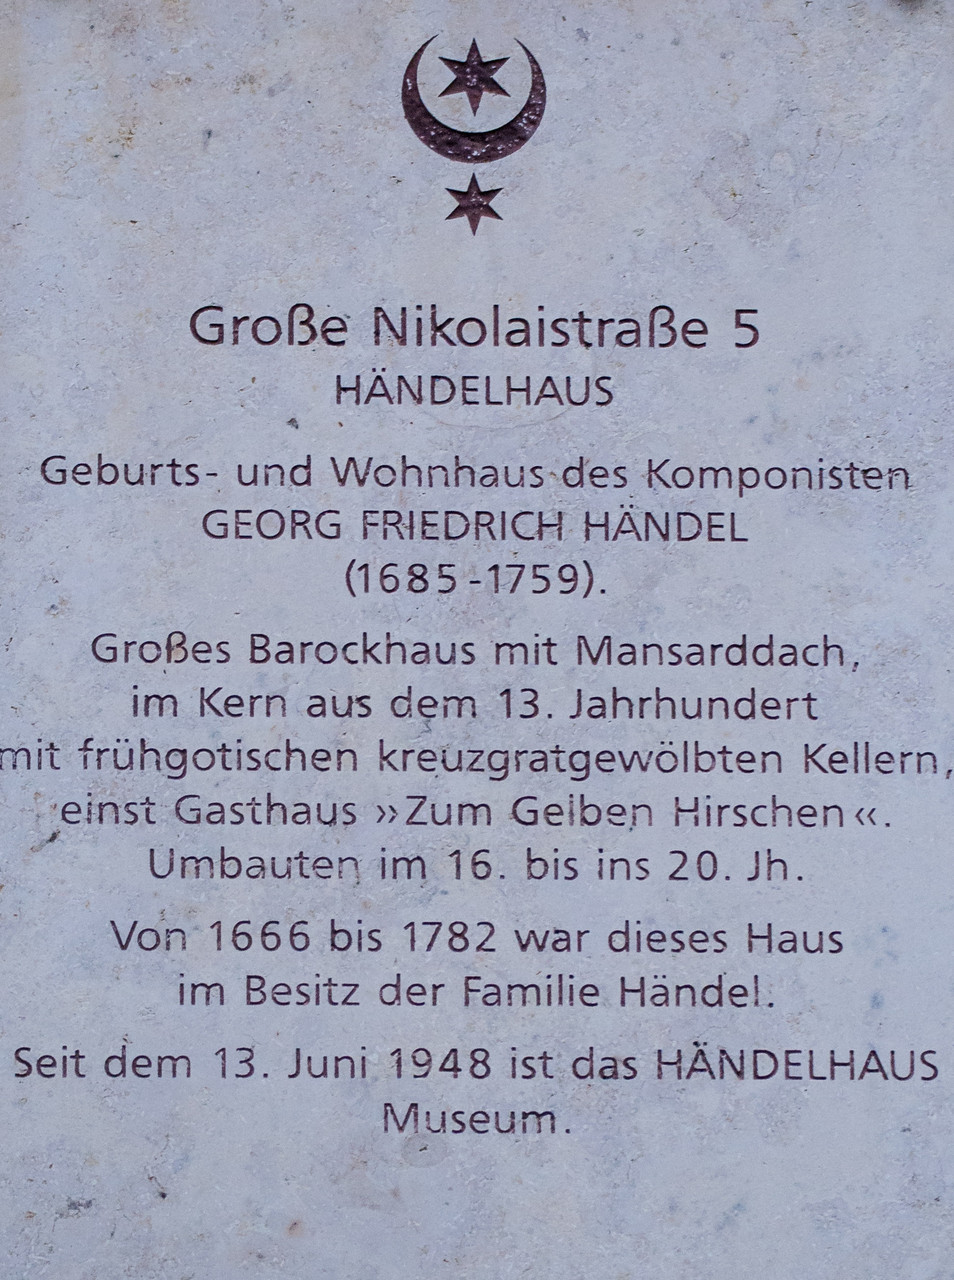 Große Nikolaistraße 5
HÄNDELHAUS
Geburts- und Wohnhaus des Komponisten
GEORG FRIEDRICH HÄNDEL
(1685-1759).
Großes Barockhaus mit Mansarddach,
im Kern aus dem 13. Jahrhundert
mit frühgotischen kreuzgratgewölbten Kellern,
einst Gasthaus »Zum Gelben Hirschen«.
Umbauten im 16. bis ins 20. Jh.
Von 1666 bis 1782 war dieses Haus
im Besitz der Familie Händel.
Seit dem 13. Juni 1948 ist das HÄNDELHAUS
Museum.